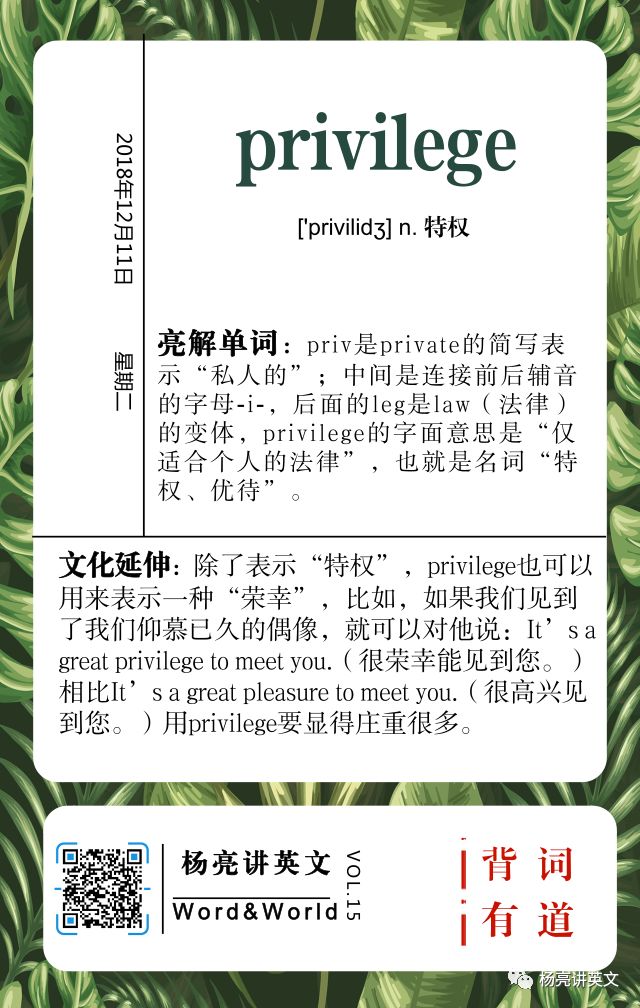 privilege
['privilidʒ] n. 特权
2018年12月11日
星期二
亮解单词：priv是private的简写表
示“私人的”；中间是连接前后辅音
的字母-i-，后面的leg是law（法律）
的变体，privilege的字面意思是“仅
适合个人的法律”，也就是名词“特
权、优待”。
文化延伸：除了表示“特权”，privilege也可以
用来表示一种“荣幸”，比如，如果我们见到
了我们仰慕已久的偶像，就可以对他说：It’s a
great privilege to meet you.（很荣幸能见到您。）
相比It’s a great pleasure to meet you.（很高兴见
到您。）用privilege要显得庄重很多。
杨亮讲英文
Word&World
VOL.15
背词
有道
杨亮讲英文